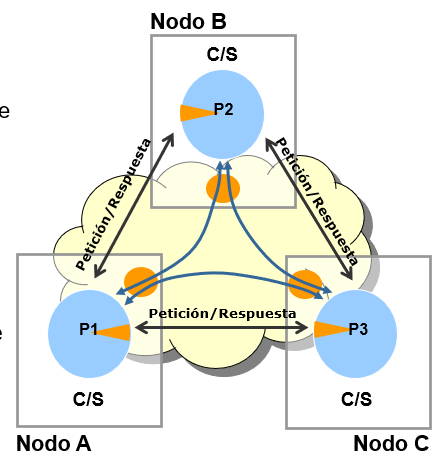 Nodo B
C/S
e
P2
Petición/Respuesta
Petición/Respuesta
Petición/Respuesta
P1
P3
e
C/S
C/S
Nodo A
Nodo C